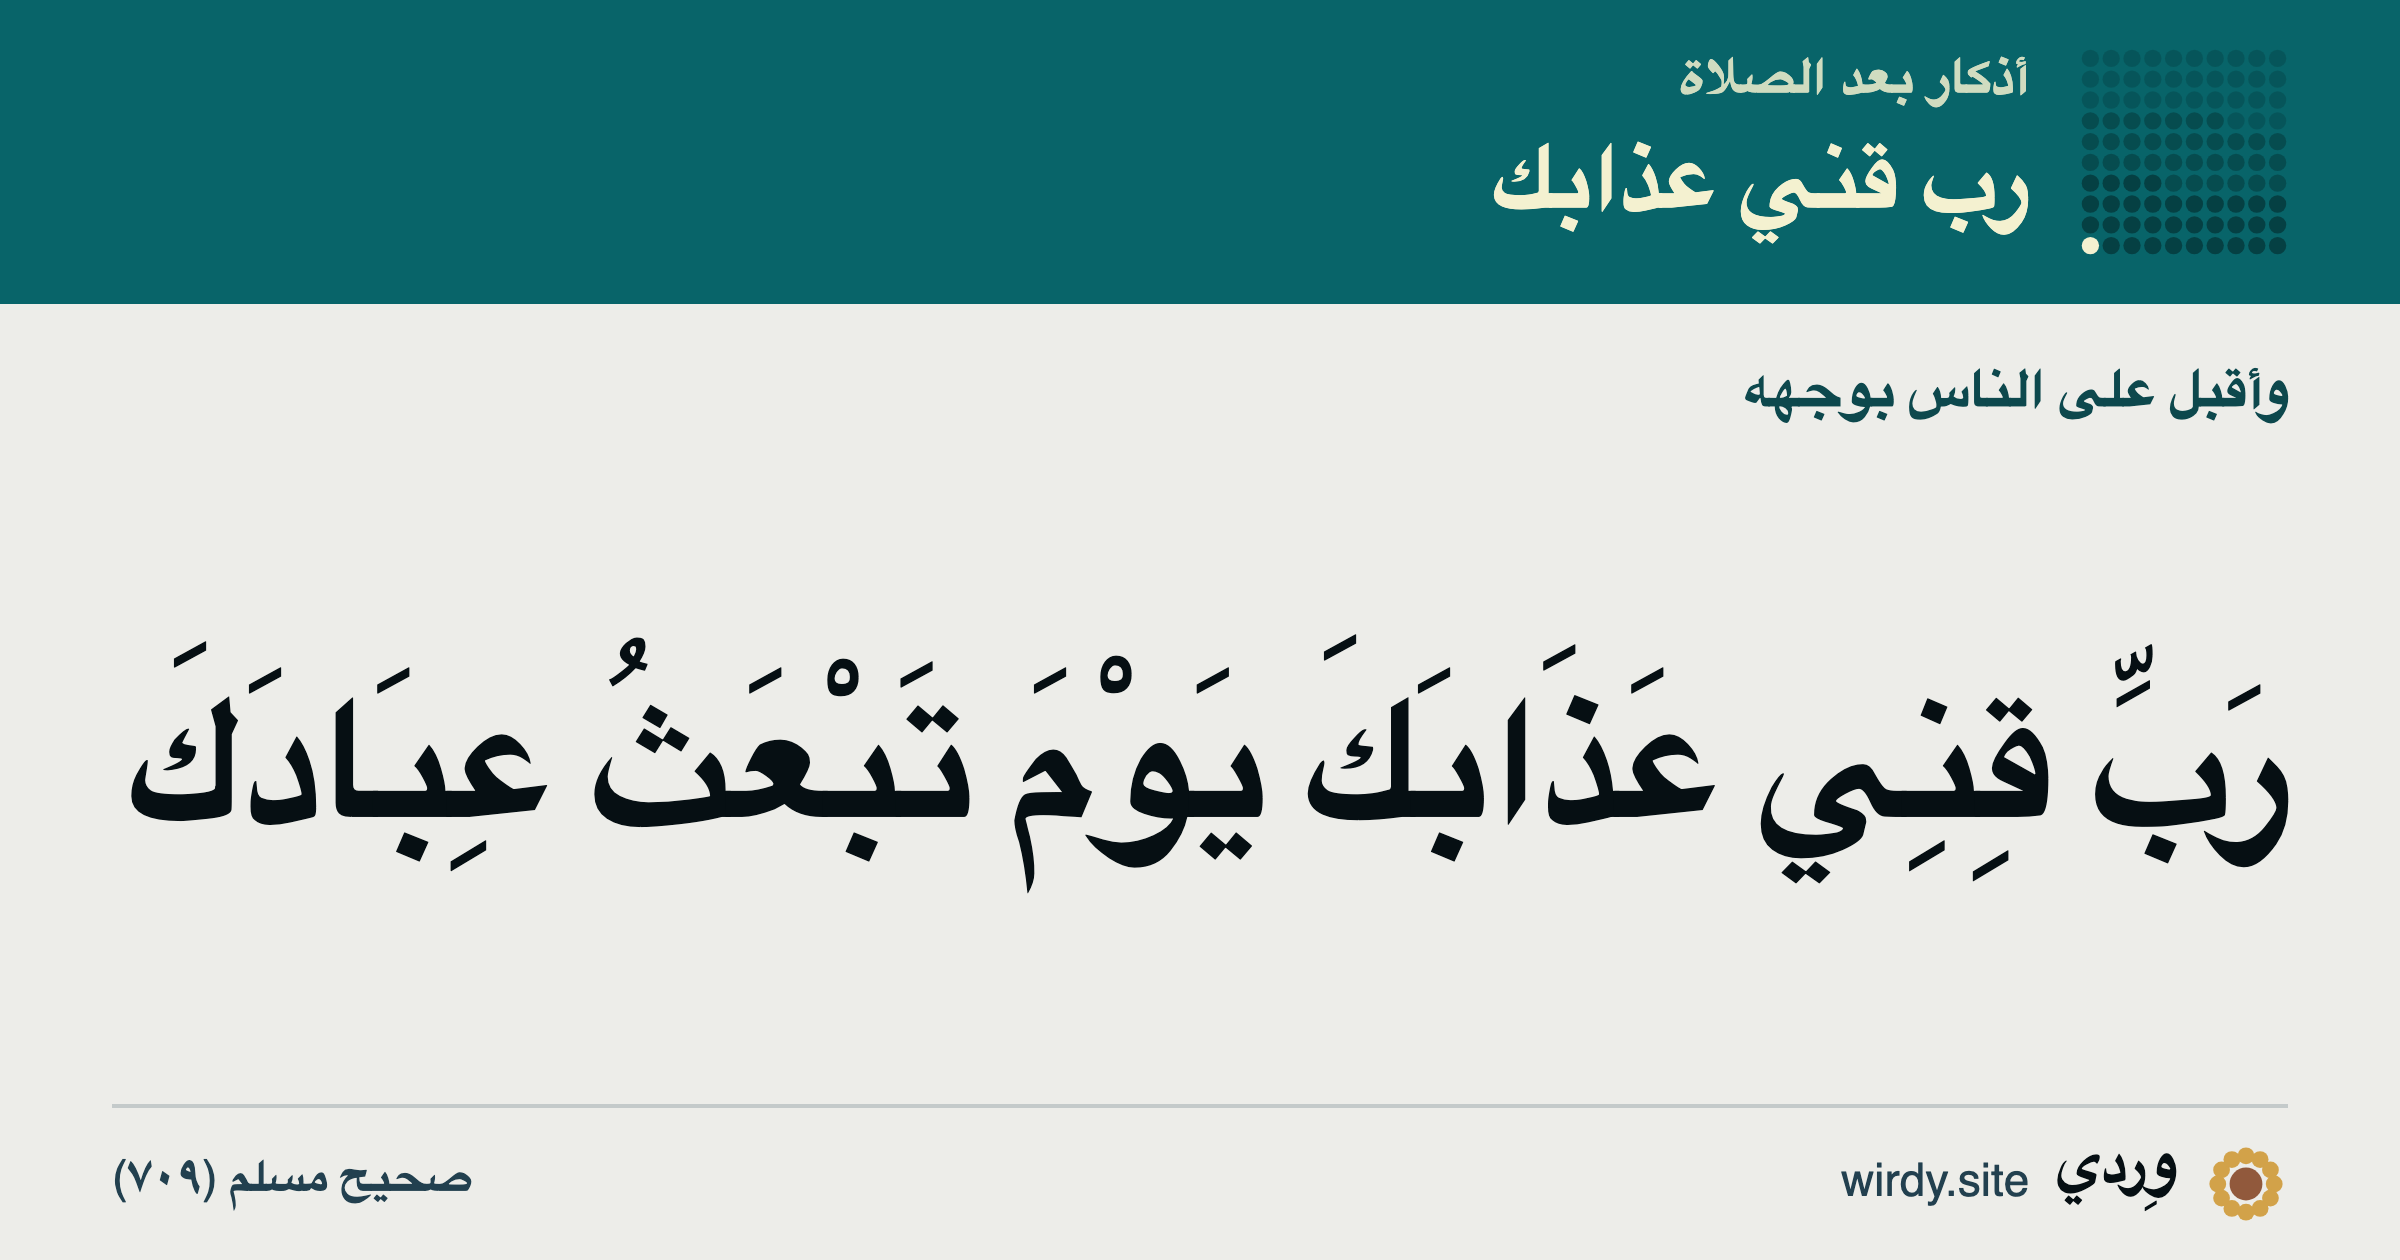 أذكار بعد الصلاة
رب قني عذابك
وأقبل على الناس بوجهه
رَبِّ قِنِي عَذَابَكَ يَوْمَ تَبْعَثُ عِبَادَكَ
وِردي wirdy.site
صحيح مسلم (٧٠٩)